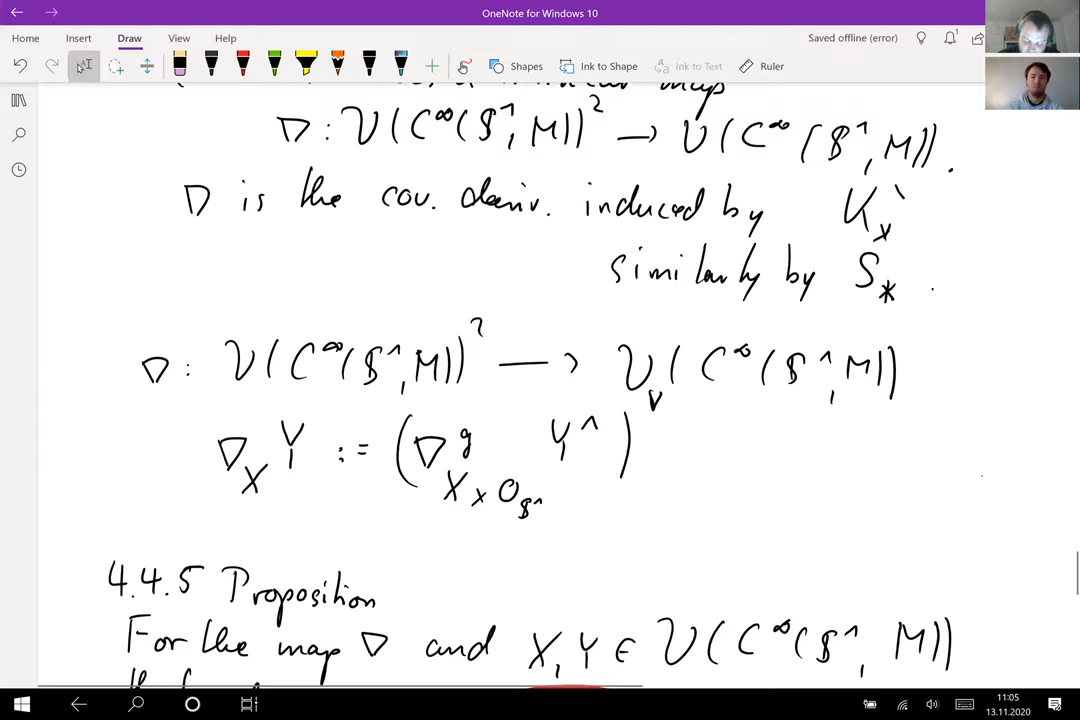 OneNote for Windows 10
Home Insert Draw View Help Saved offline (error)
Shapes Ink to Shape Ink to Text Ruler
map
∇ : 𝒱(C^∞(𝕊^1, M))^2 → 𝒱(C^∞(𝕊^1, M)).
∇ is the cov. deriv. induced by K_*,
similarly by S_*.
∇ : 𝒱(C^∞(𝕊^1, M))^2 → 𝒱_V(C^∞(𝕊^1, M))
∇_X Y := (∇^g_{X × 0_{𝕊^1}} Y^∧)^∨
4.4.5 Proposition
For the map ∇ and X, Y ∈ 𝒱(C^∞(𝕊^1, M))
11:05
13.11.2020